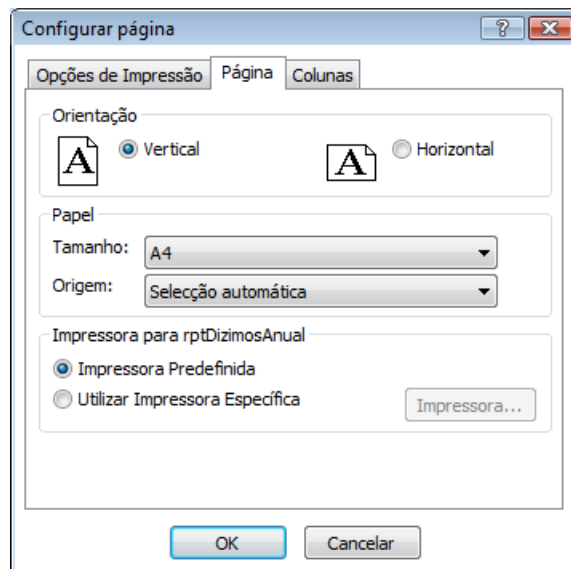 Configurar página
Opções de Impressão Página Colunas
Orientação
A Vertical A Horizontal
Papel
Tamanho: A4
Origem: Selecção automática
Impressora para rptDizimosAnual
Impressora Predefinida
Utilizar Impressora Específica Impressora...
OK Cancelar